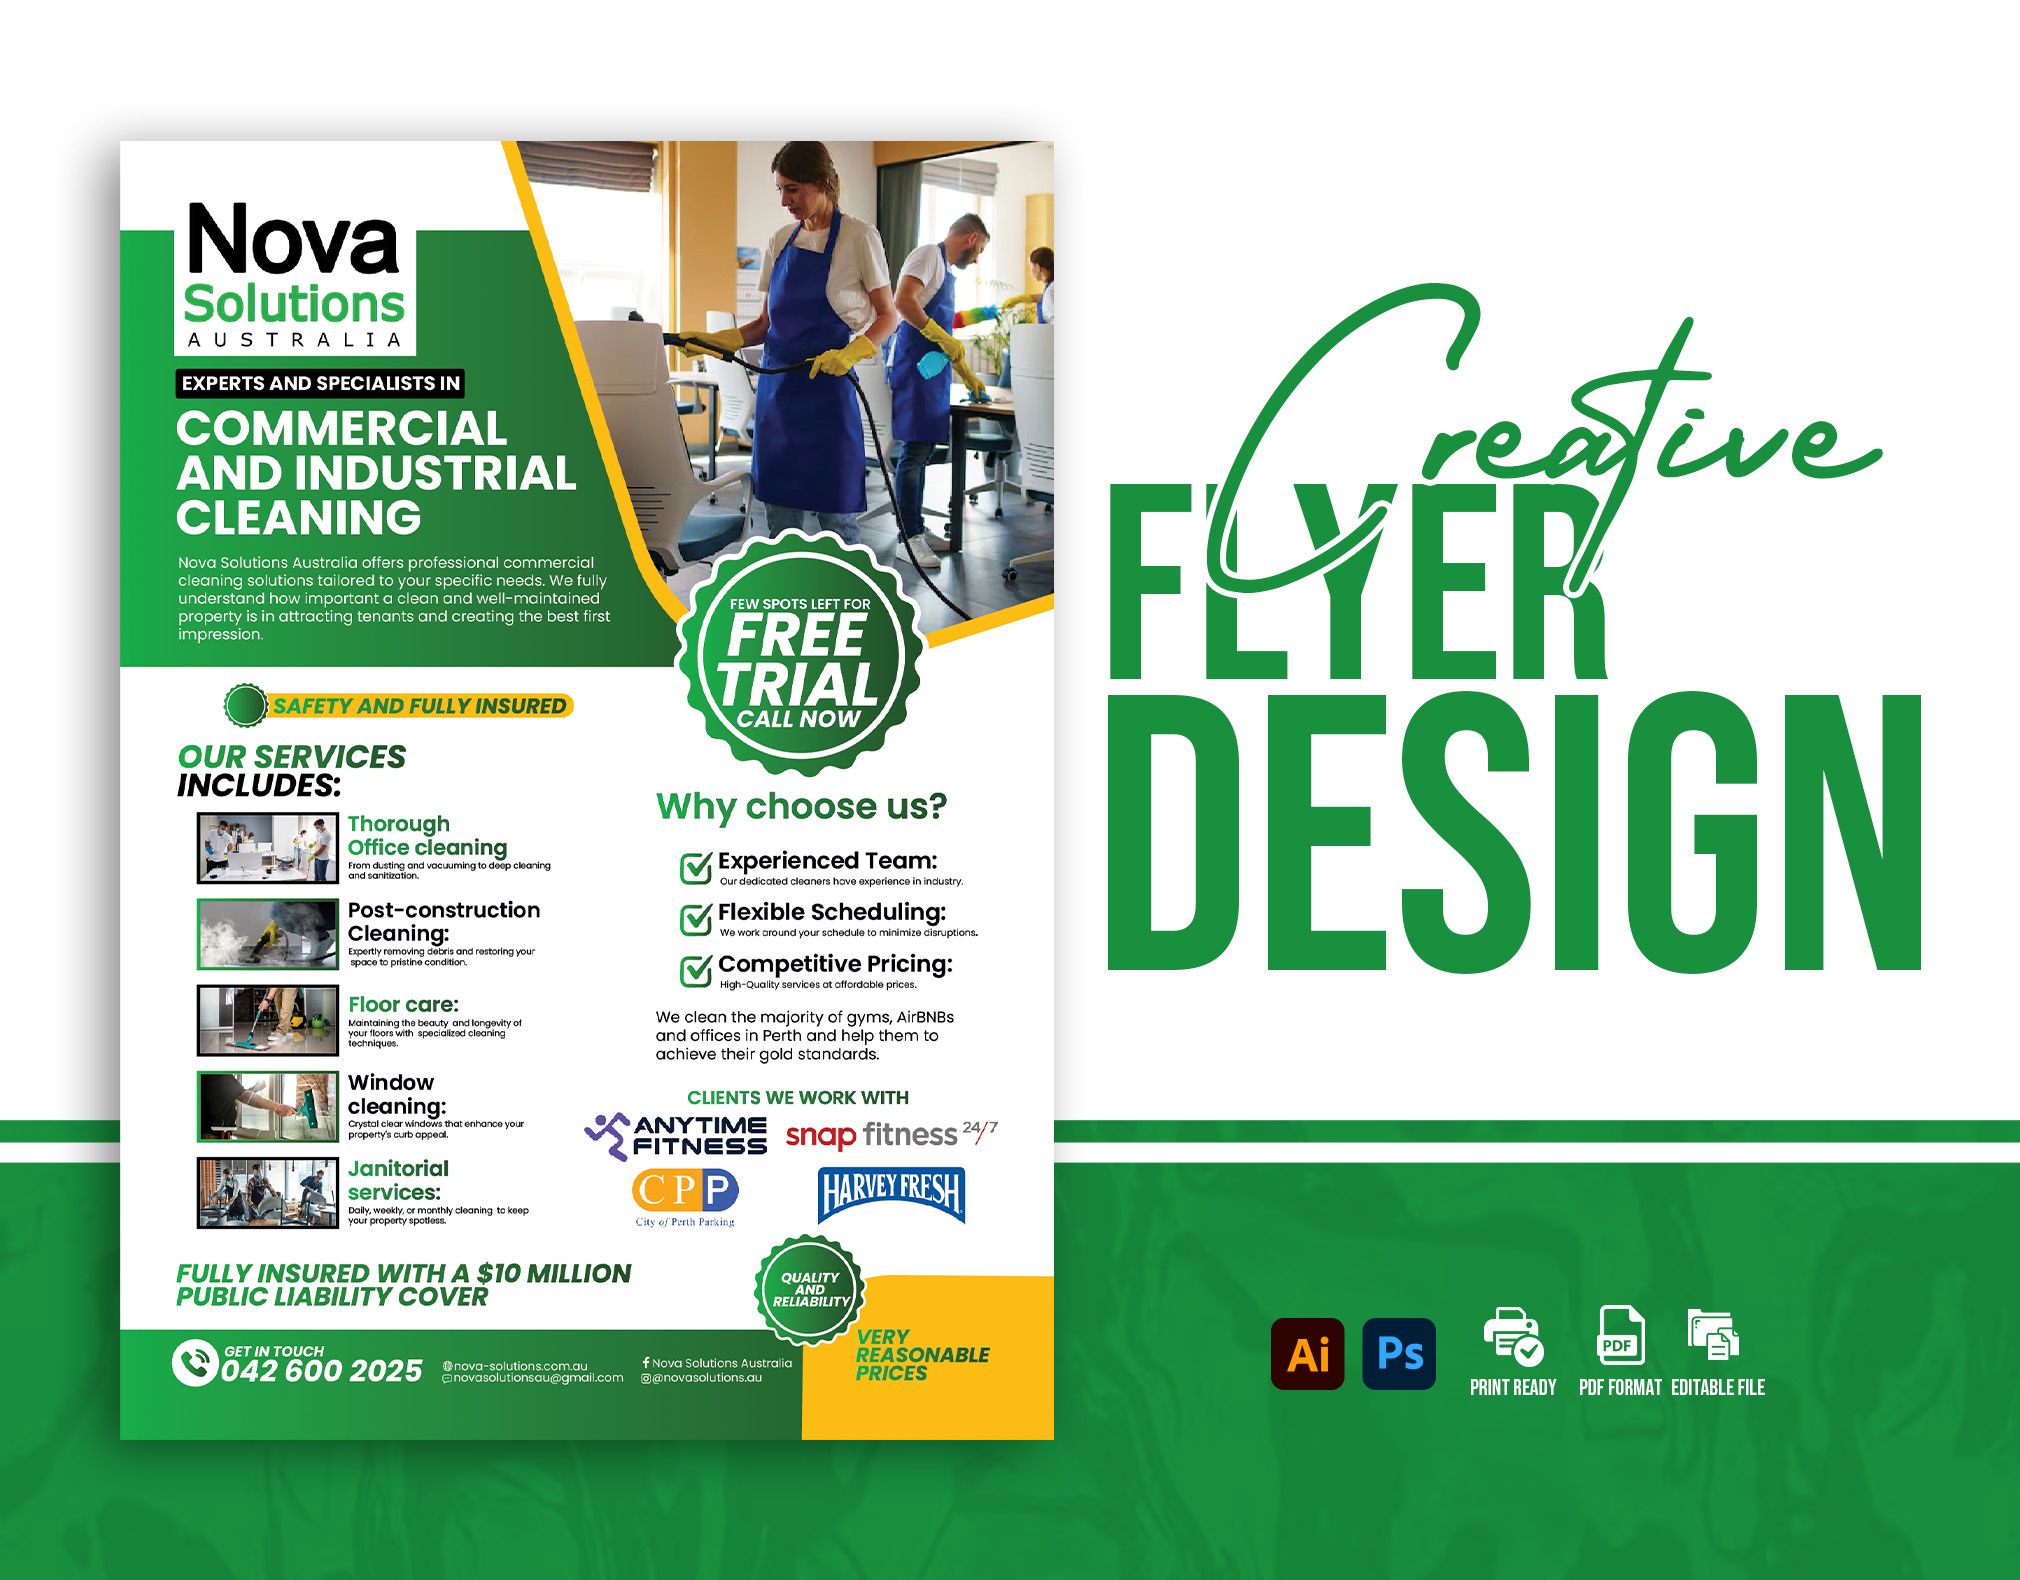 Nova
Solutions
AUSTRALIA
EXPERTS AND SPECIALISTS IN
COMMERCIAL
AND INDUSTRIAL
CLEANING
Nova Solutions Australia offers professional commercial
cleaning solutions tailored to your specific needs. We fully
understand how important a clean and well-maintained
property is in attracting tenants and creating the best first
impression.
FEW SPOTS LEFT FOR
FREE
TRIAL
CALL NOW
SAFETY AND FULLY INSURED
OUR SERVICES
INCLUDES:
Thorough
Office cleaning
From dusting and vacuuming to deep cleaning
and sanitization.
Post-construction
Cleaning:
Expertly removing debris and restoring your
space to pristine condition.
Floor care:
Maintaining the beauty and longevity of
your floors with specialized cleaning
techniques.
Window
cleaning:
Crystal clear windows that enhance your
property's curb appeal.
Janitorial
services:
Daily, weekly, or monthly cleaning to keep
your property spotless.
Why choose us?
Experienced Team:
Our dedicated cleaners have experience in industry.
Flexible Scheduling:
We work around your schedule to minimize disruptions.
Competitive Pricing:
High-Quality services at affordable prices.
We clean the majority of gyms, AirBNBs
and offices in Perth and help them to
achieve their gold standards.
CLIENTS WE WORK WITH
ANYTIME
FITNESS
snap fitness 24/7
CPP
City of Perth Parking
HARVEY FRESH
FULLY INSURED WITH A $10 MILLION
PUBLIC LIABILITY COVER
QUALITY
AND
RELIABILITY
VERY
REASONABLE
PRICES
GET IN TOUCH
042 600 2025
nova-solutions.com.au
novasolutionsau@gmail.com
Nova Solutions Australia
@novasolutions.au
Creative
FLYER
DESIGN
Ai
Ps
PDF
PRINT READY
PDF FORMAT
EDITABLE FILE